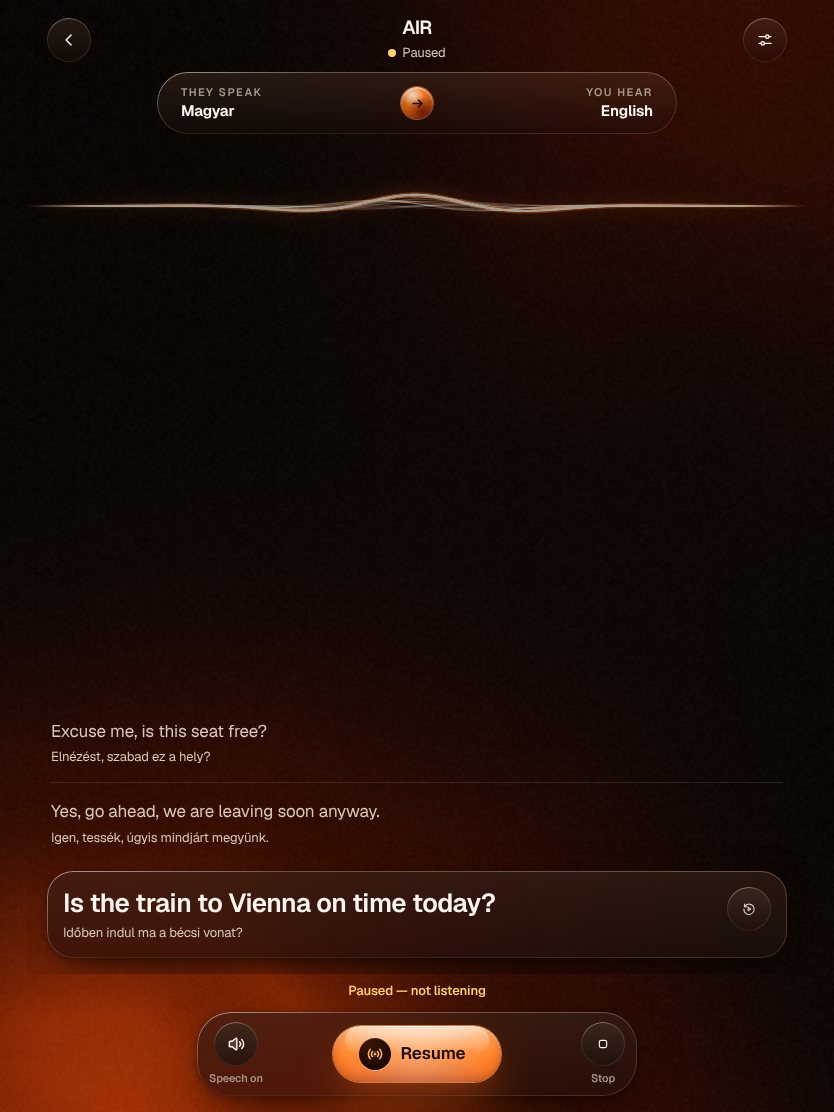 AIR
Paused
THEY SPEAK
Magyar
YOU HEAR
English
Excuse me, is this seat free?
Elnézést, szabad ez a hely?
Yes, go ahead, we are leaving soon anyway.
Igen, tessék, úgyis mindjárt megyünk.
Is the train to Vienna on time today?
Időben indul ma a bécsi vonat?
Paused — not listening
Speech on
Resume
Stop